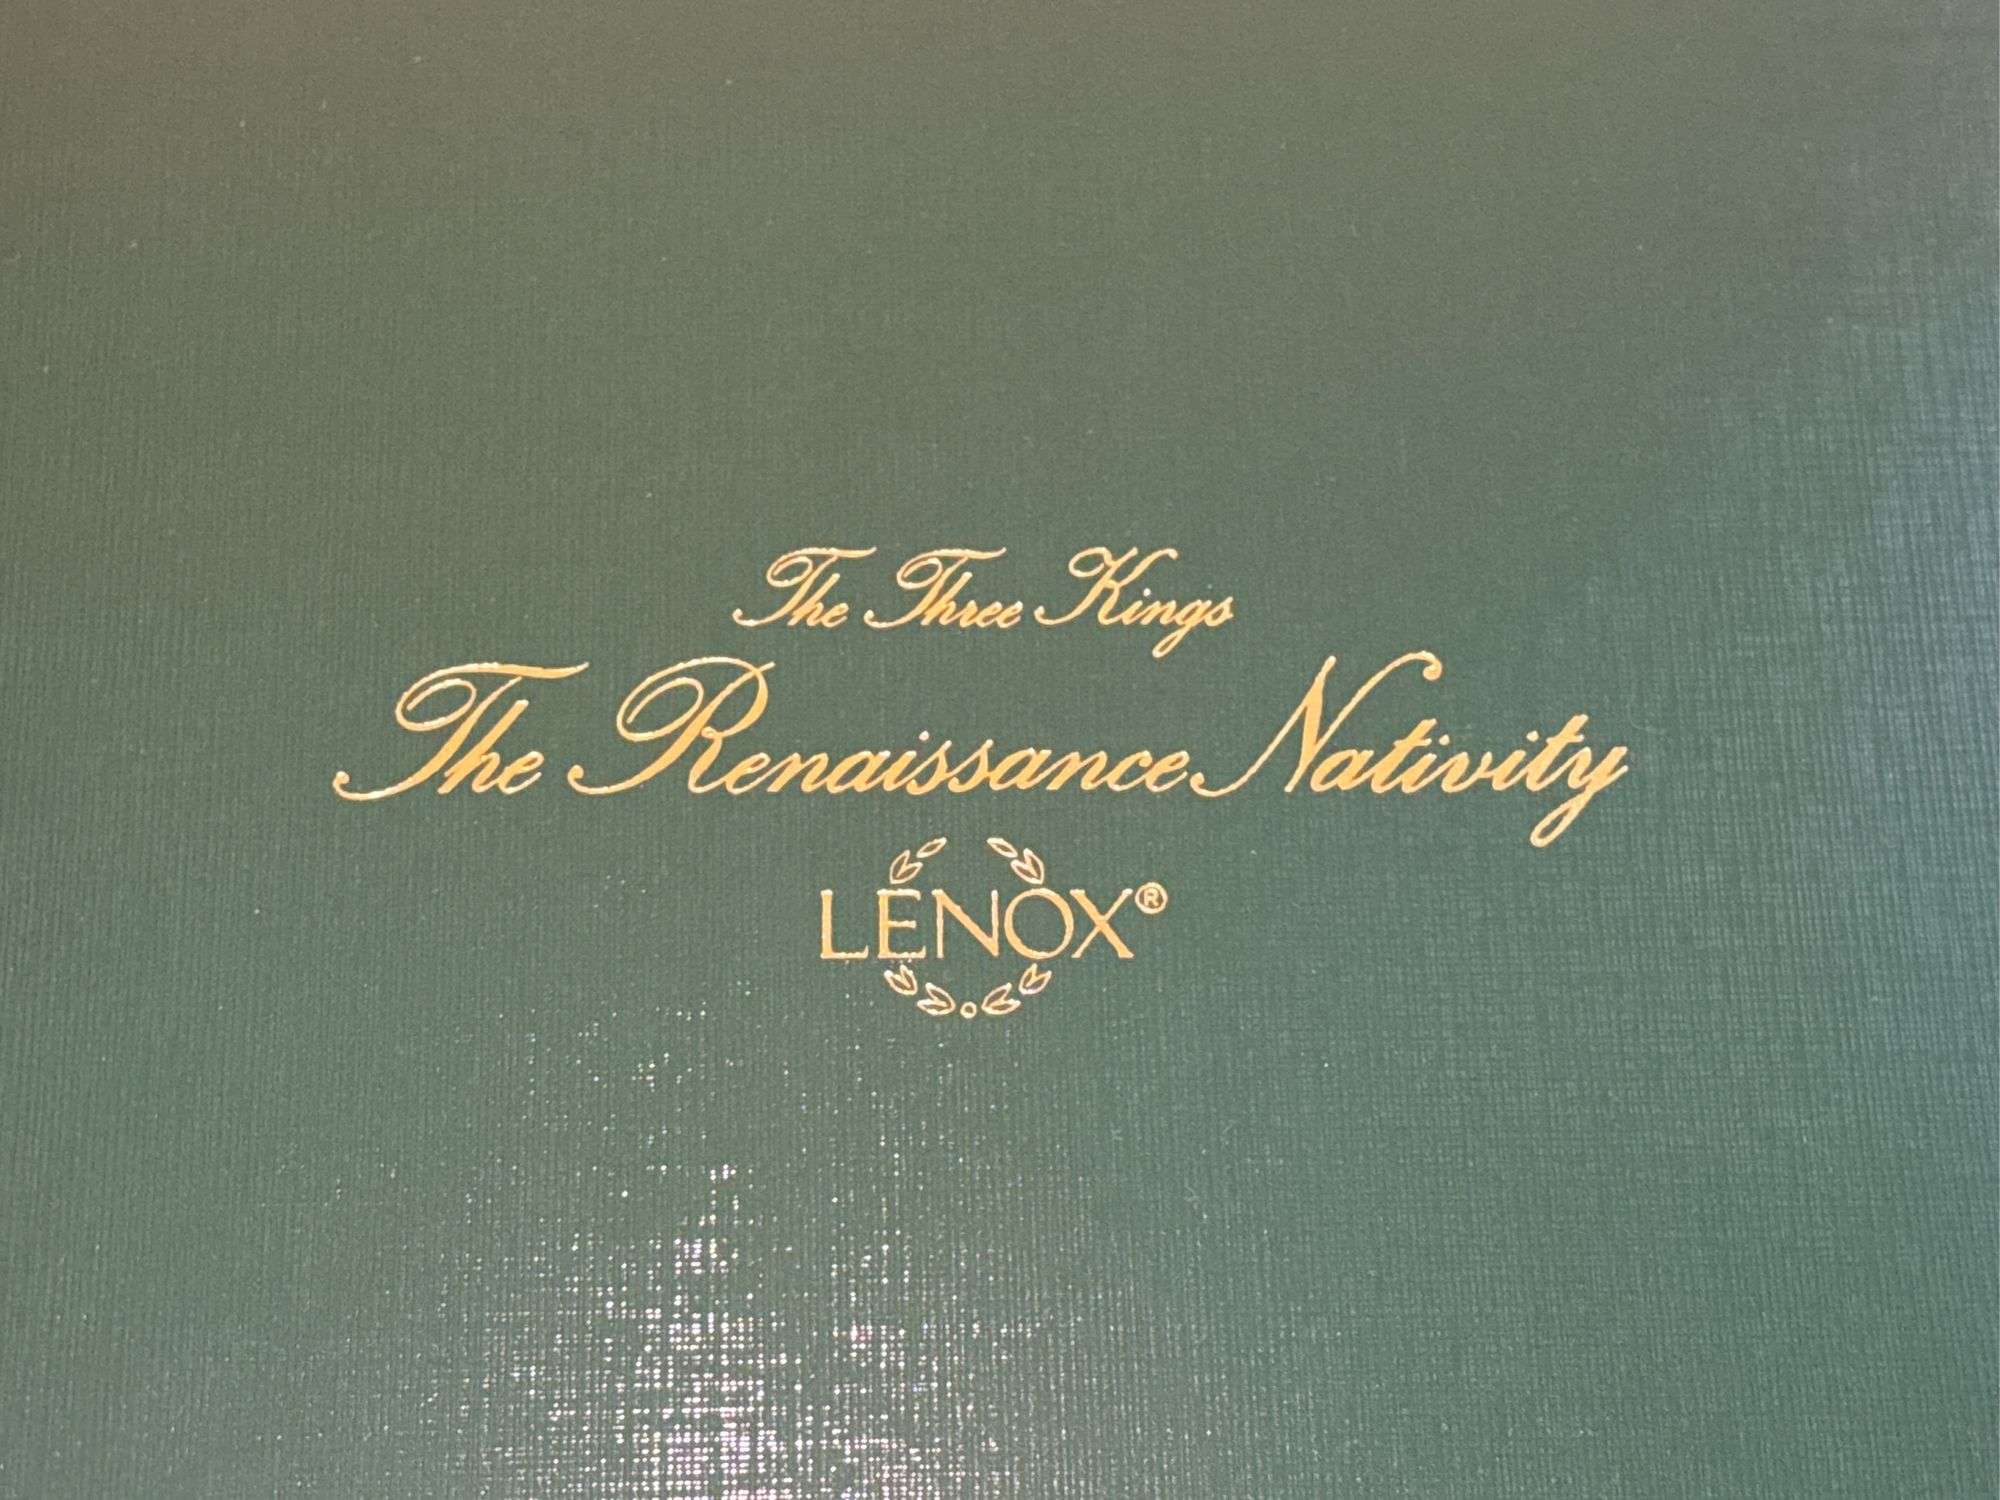 The Three Kings
The Renaissance Nativity
LENOX®